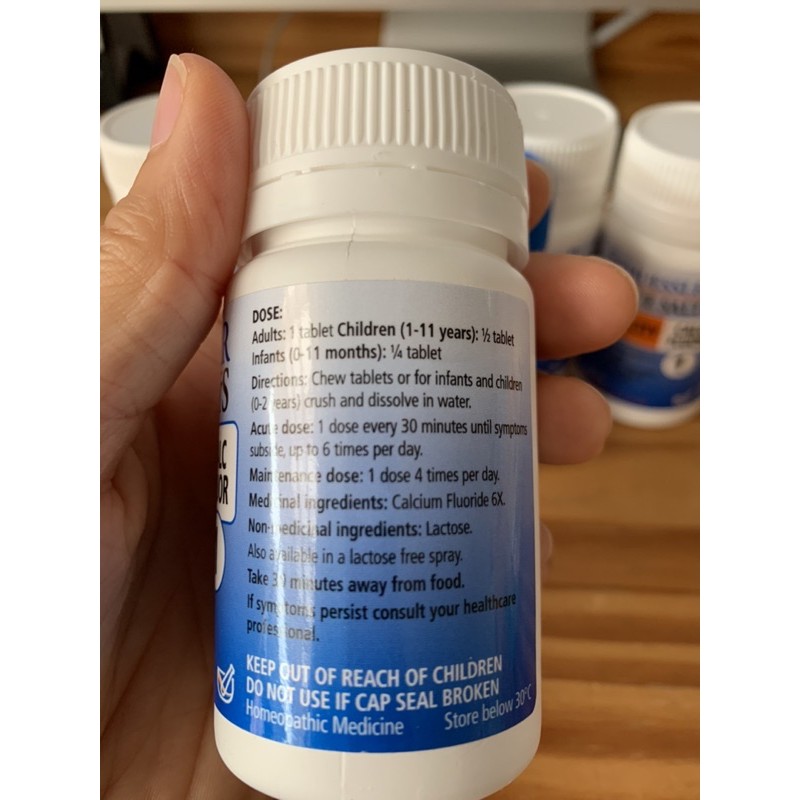 DOSE:
Adults: 1 tablet Children (1-11 years): ½ tablet
Infants (0-11 months): ¼ tablet
Directions: Chew tablets or for infants and children
(0-2 years) crush and dissolve in water.
Acute dose: 1 dose every 30 minutes until symptoms
subside, up to 6 times per day.
Maintenance dose: 1 dose 4 times per day.
Medicinal ingredients: Calcium Fluoride 6X.
Non-medicinal ingredients: Lactose.
Also available in a lactose free spray.
Take 30 minutes away from food.
If symptoms persist consult your healthcare
professional.
KEEP OUT OF REACH OF CHILDREN
DO NOT USE IF CAP SEAL BROKEN
Homeopathic Medicine Store below 30°C